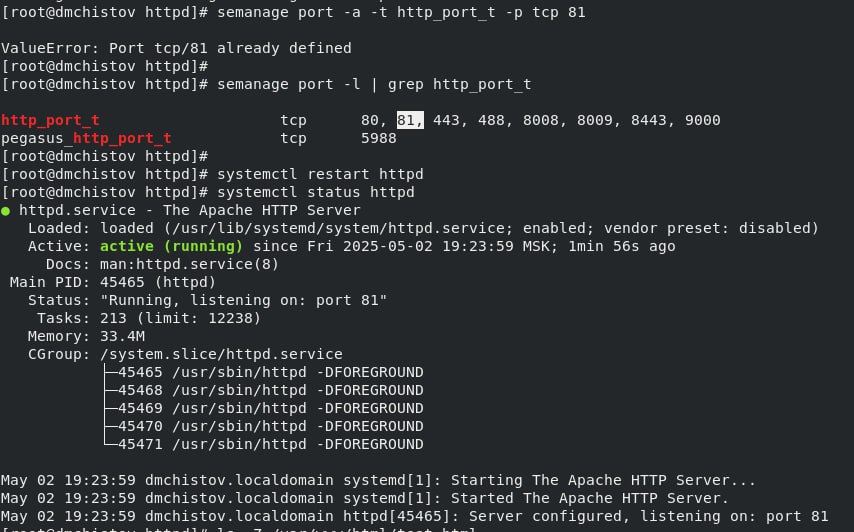 [root@dmchistov httpd]# semanage port -a -t http_port_t -p tcp 81
ValueError: Port tcp/81 already defined
[root@dmchistov httpd]#
[root@dmchistov httpd]# semanage port -l | grep http_port_t
http_port_t                    tcp      80, 81, 443, 488, 8008, 8009, 8443, 9000
pegasus_http_port_t            tcp      5988
[root@dmchistov httpd]#
[root@dmchistov httpd]# systemctl restart httpd
[root@dmchistov httpd]# systemctl status httpd
● httpd.service - The Apache HTTP Server
   Loaded: loaded (/usr/lib/systemd/system/httpd.service; enabled; vendor preset: disabled)
   Active: active (running) since Fri 2025-05-02 19:23:59 MSK; 1min 56s ago
     Docs: man:httpd.service(8)
 Main PID: 45465 (httpd)
   Status: "Running, listening on: port 81"
    Tasks: 213 (limit: 12238)
   Memory: 33.4M
   CGroup: /system.slice/httpd.service
           ├─45465 /usr/sbin/httpd -DFOREGROUND
           ├─45468 /usr/sbin/httpd -DFOREGROUND
           ├─45469 /usr/sbin/httpd -DFOREGROUND
           ├─45470 /usr/sbin/httpd -DFOREGROUND
           └─45471 /usr/sbin/httpd -DFOREGROUND
May 02 19:23:59 dmchistov.localdomain systemd[1]: Starting The Apache HTTP Server...
May 02 19:23:59 dmchistov.localdomain systemd[1]: Started The Apache HTTP Server.
May 02 19:23:59 dmchistov.localdomain httpd[45465]: Server configured, listening on: port 81
[root@dmchistov httpd]# ls -Z /var/www/html/test.html